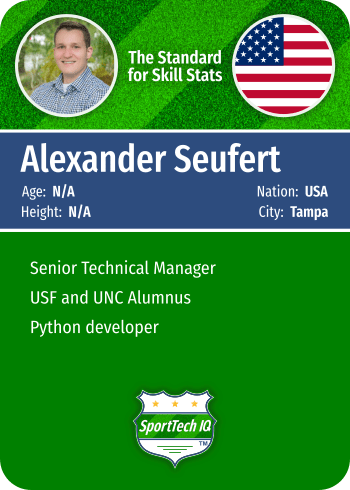 The Standard
for Skill Stats
Alexander Seufert
Age: N/A
Nation: USA
Height: N/A
City: Tampa
Senior Technical Manager
USF and UNC Alumnus
Python developer
SportTech IQ
TM